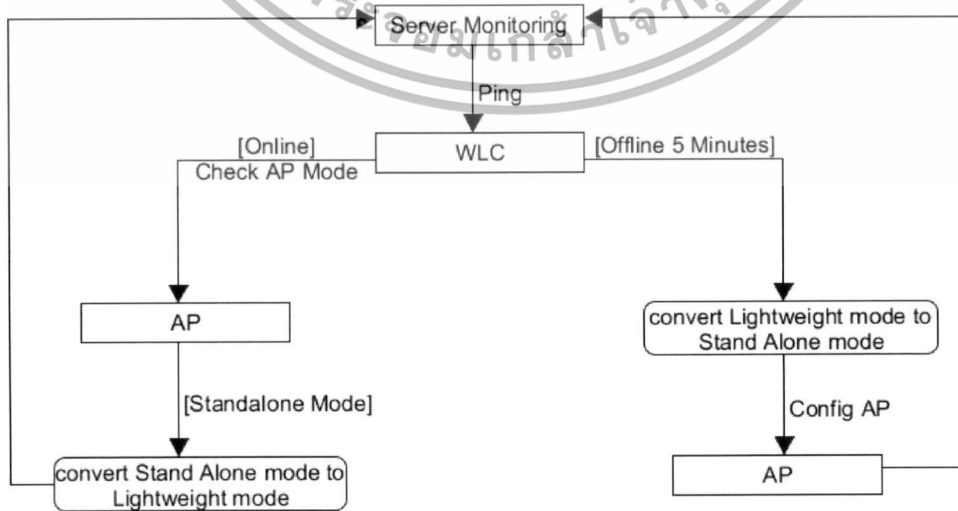 Server Monitoring
Ping
WLC
[Online]
Check AP Mode
[Offline 5 Minutes]
AP
convert Lightweight mode to
Stand Alone mode
[Standalone Mode]
Config AP
convert Stand Alone mode to
Lightweight mode
AP